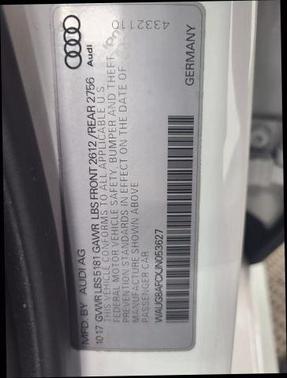 MFD BY AUDI AG
10 17 GVWR LBS 5181 GAWR LBS FRONT 2612 /REAR 2756
THIS VEHICLE CONFORMS TO ALL APPLICABLE U.S.
FEDERAL MOTOR VEHICLE SAFETY, BUMPER AND THEFT
PREVENTION STANDARDS IN EFFECT ON THE DATE OF
MANUFACTURE SHOWN ABOVE
PASSENGER CAR
GERMANY
Audi
4332110